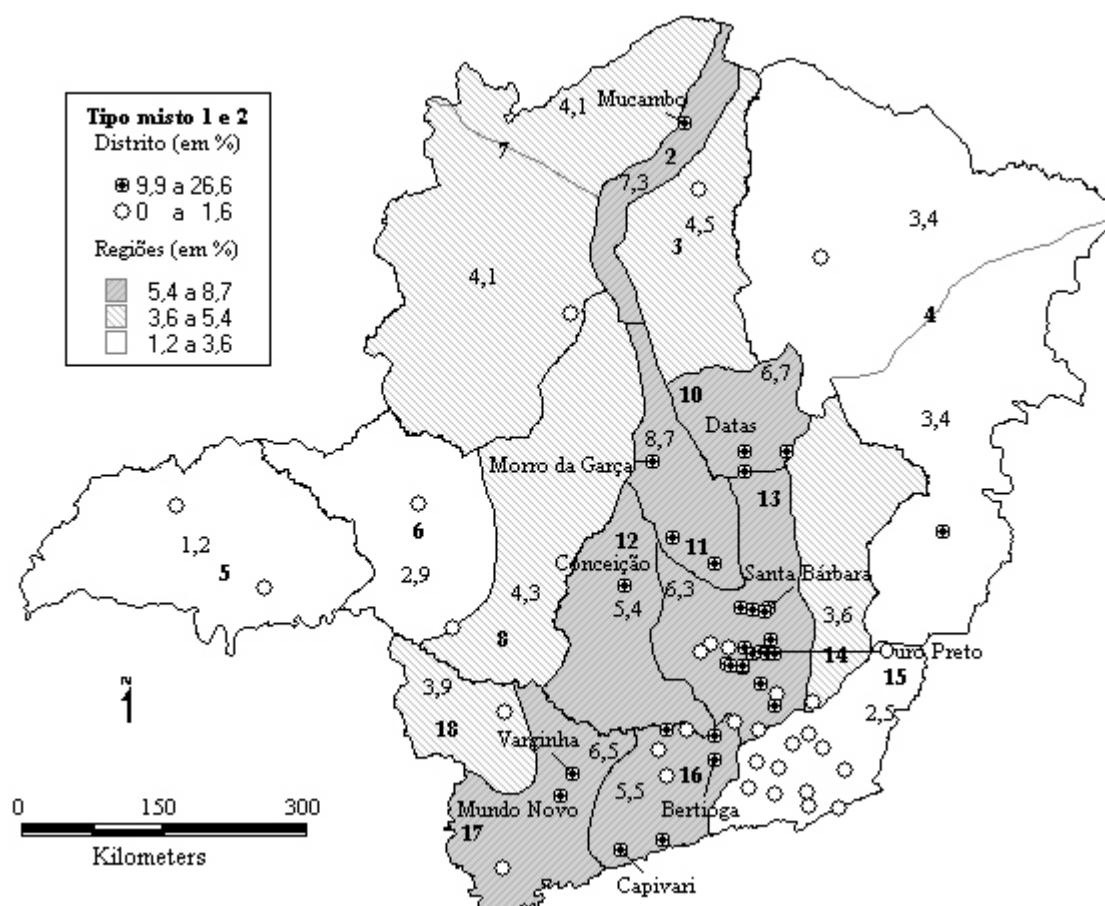 Tipo misto 1 e 2
Distrito (em %)
9,9 a 26,6
0 a 1,6
Regiões (em %)
5,4 a 8,7
3,6 a 5,4
1,2 a 3,6
4,1
Mucambo
7
2
7,3
4,5
3
3,4
4,1
4
6,7
10
3,4
Datas
8,7
Morro da Garça
13
6
12
11
1,2
5
Conceição
Santa Bárbara
2,9
6,3
4,3
5,4
3,6
8
14
Ouro Preto
15
N
3,9
2,5
18
Varginha
6,5
16
5,5
0 150 300
Mundo Novo
Bertioga
17
Kilometers
Capivari